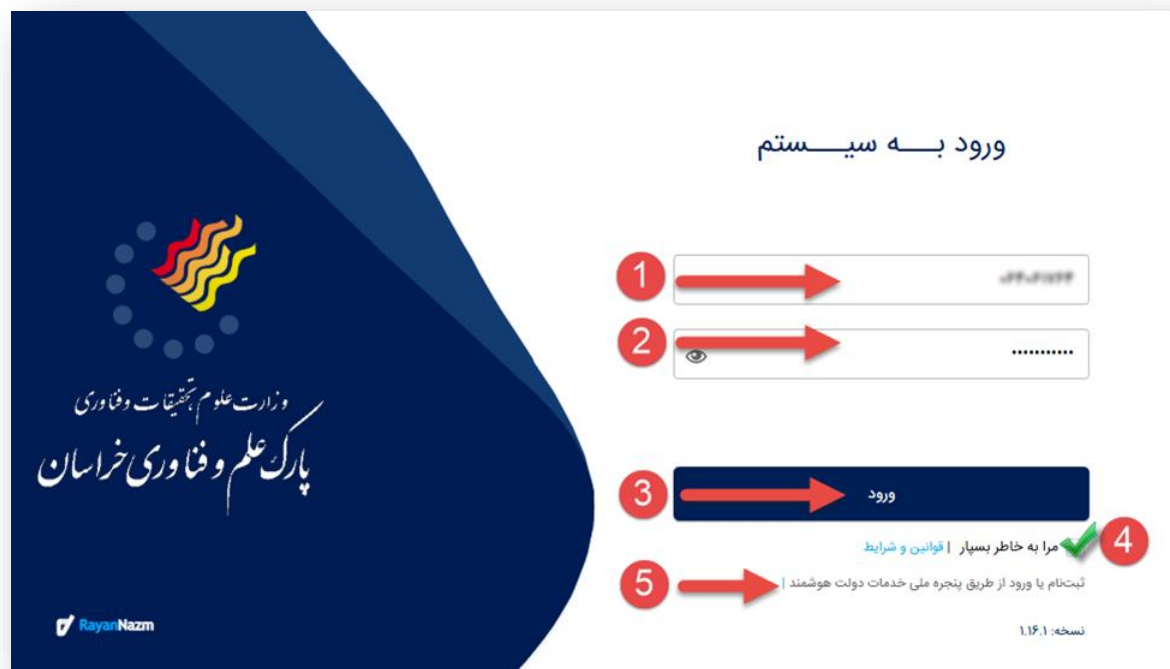 ورود به سیستم
1
2
...........
وزارت علوم تحقیقات و فناوری
پارک علم و فناوری خراسان
3
ورود
4
مرا به خاطر بسپار | قوانین و شرایط
5
ثبت‌نام یا ورود از طریق پنجره ملی خدمات دولت هوشمند |
RayanNazm
نسخه: ۱.۱۶.۱